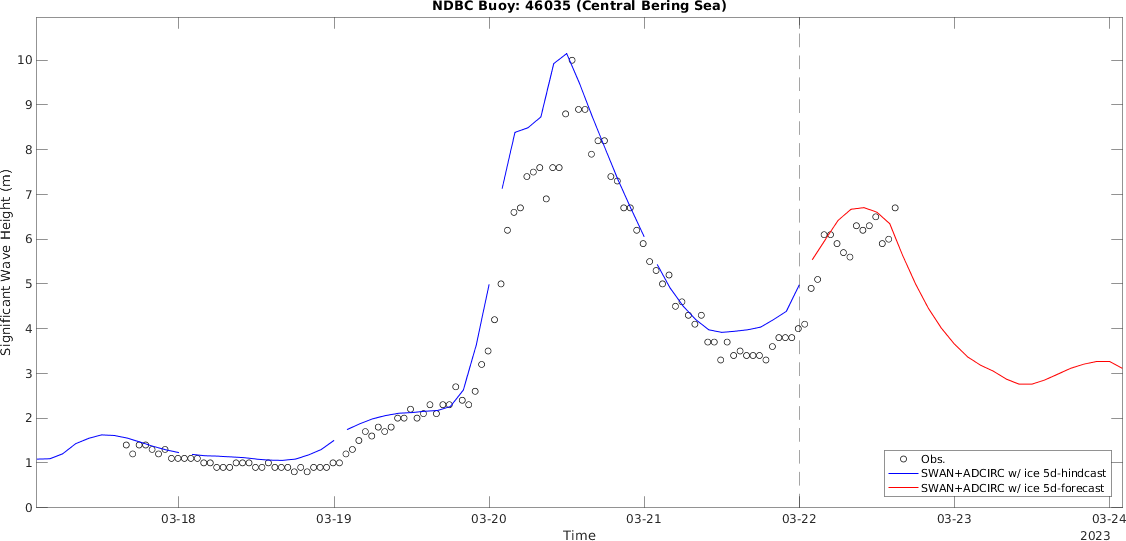 NDBC Buoy: 46035 (Central Bering Sea)
Significant Wave Height (m)
10
9
8
7
6
5
4
3
2
1
0
03-18 03-19 03-20 03-21 03-22 03-23 03-24
Time
2023
Obs.
SWAN+ADCIRC w/ ice 5d-hindcast
SWAN+ADCIRC w/ ice 5d-forecast